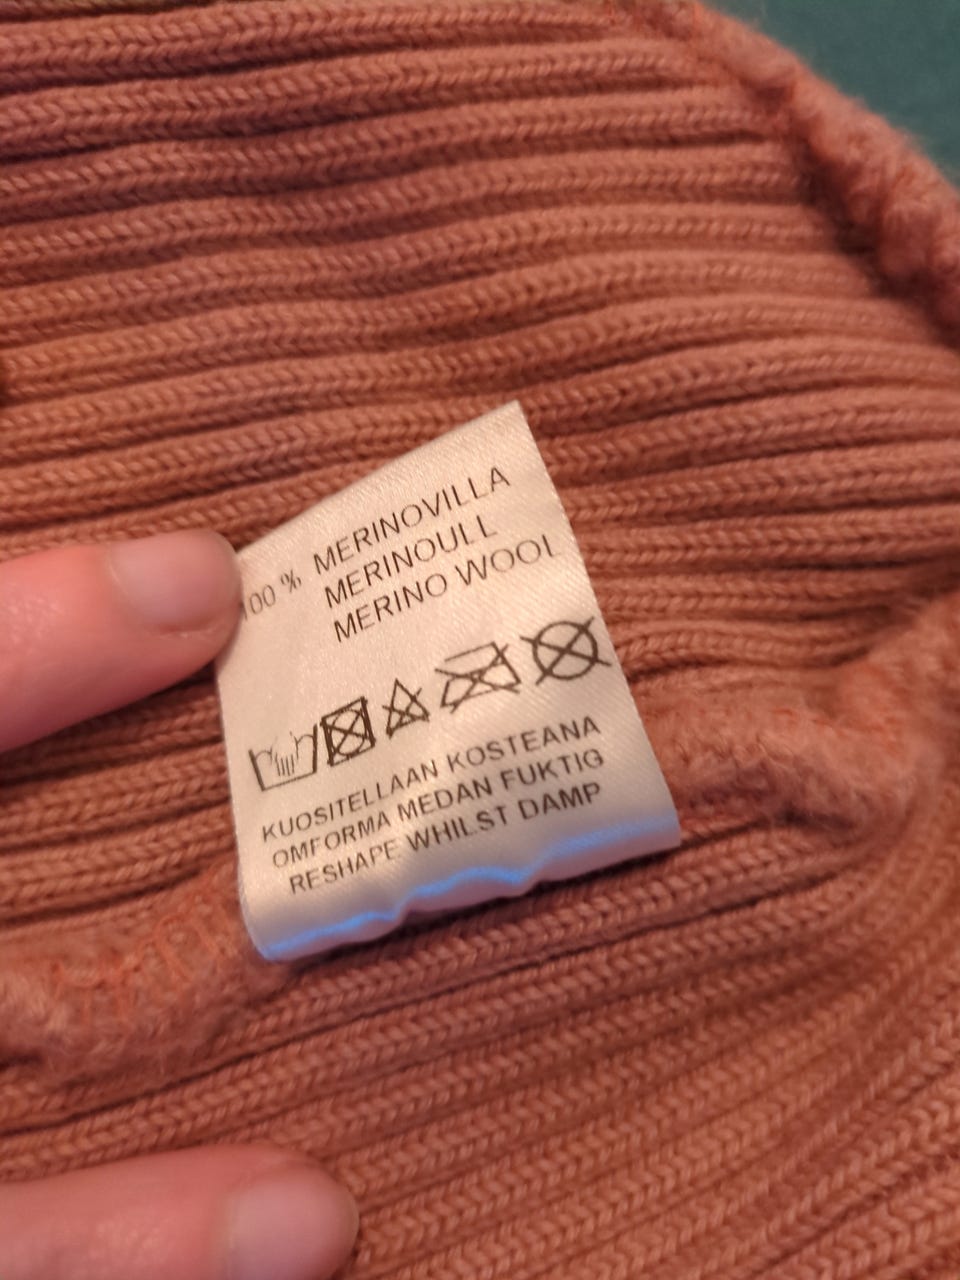 100 % MERINOVILLA
MERINOULL
MERINO WOOL
KUOSITELLAAN KOSTEANA
OMFORMA MEDAN FUKTIG
RESHAPE WHILST DAMP